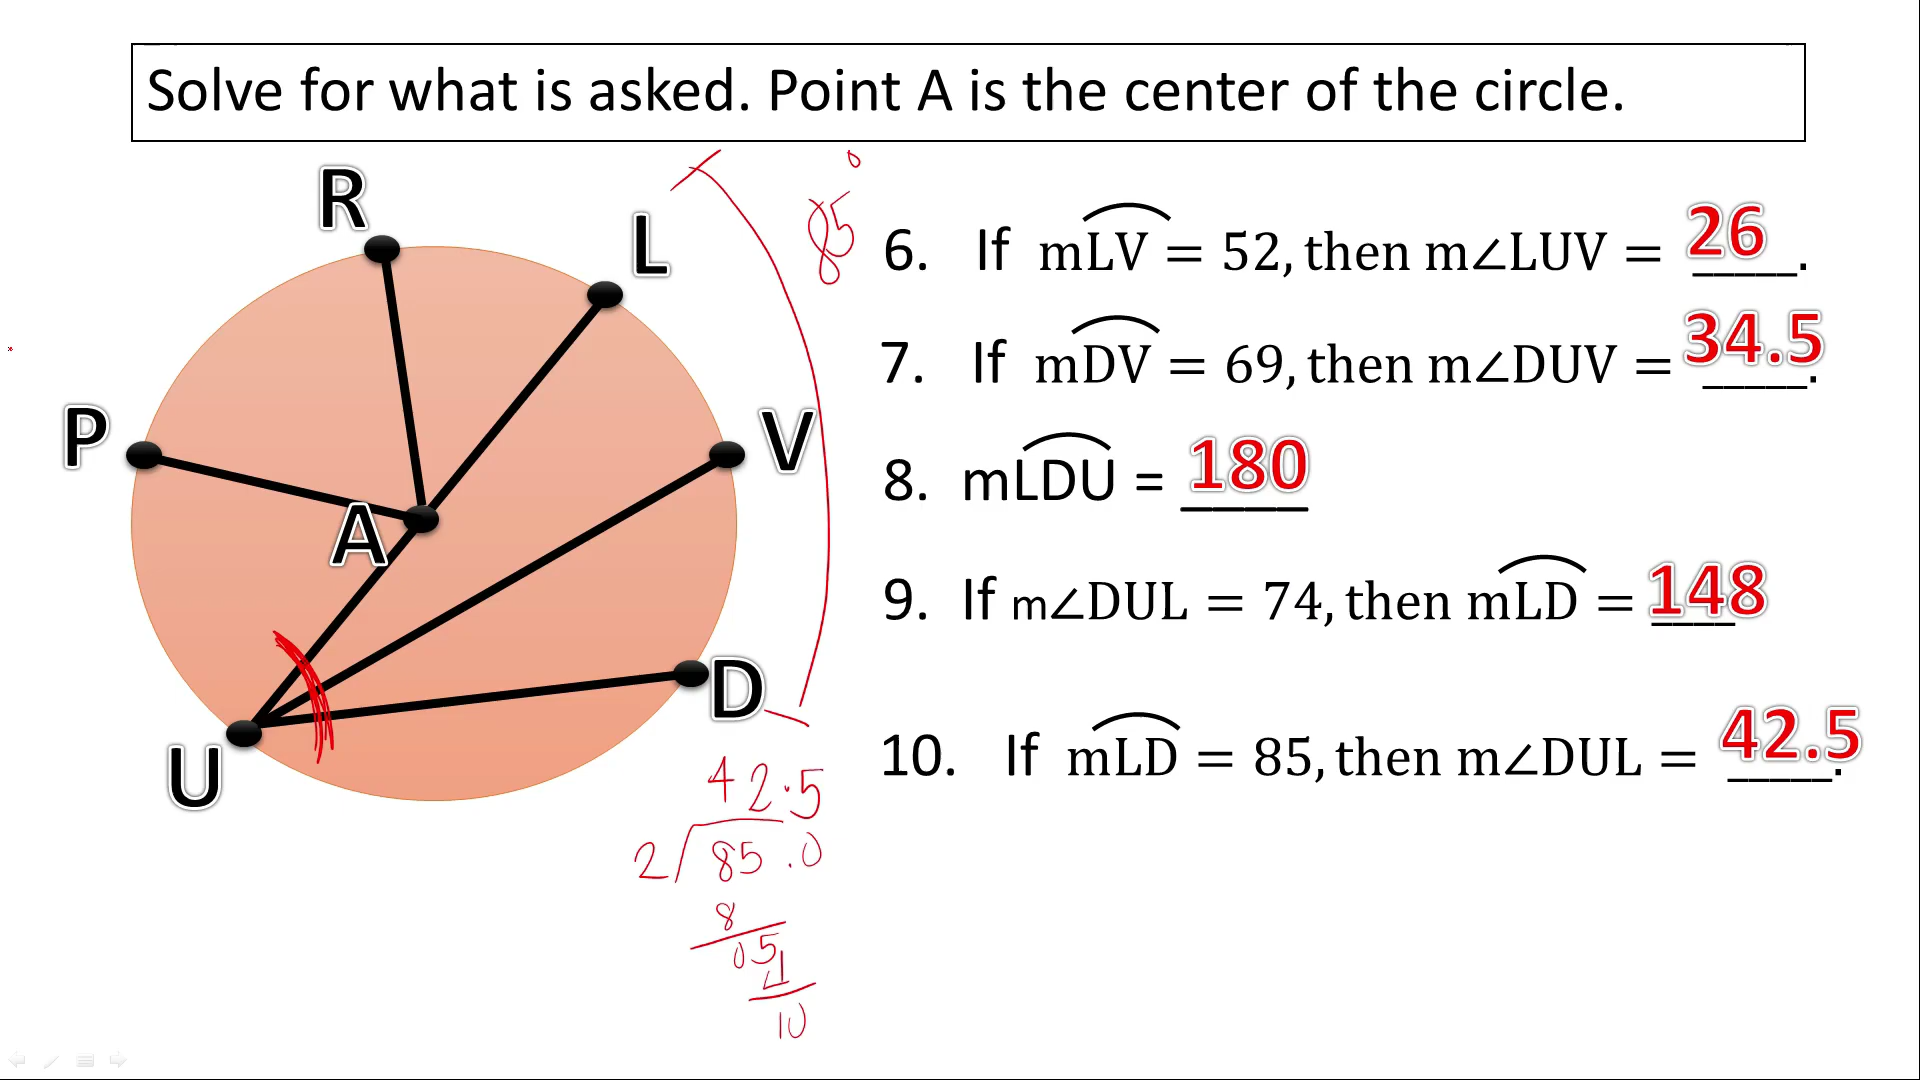 Solve for what is asked. Point A is the center of the circle.
R
L
P
V
A
D
U
85°
6. If mLV = 52, then m∠LUV = 26.
7. If mDV = 69, then m∠DUV = 34.5.
8. mLDU = 180
9. If m∠DUL = 74, then mLD = 148
10. If mLD = 85, then m∠DUL = 42.5.
42.5
2 85.0
8
05
4
10